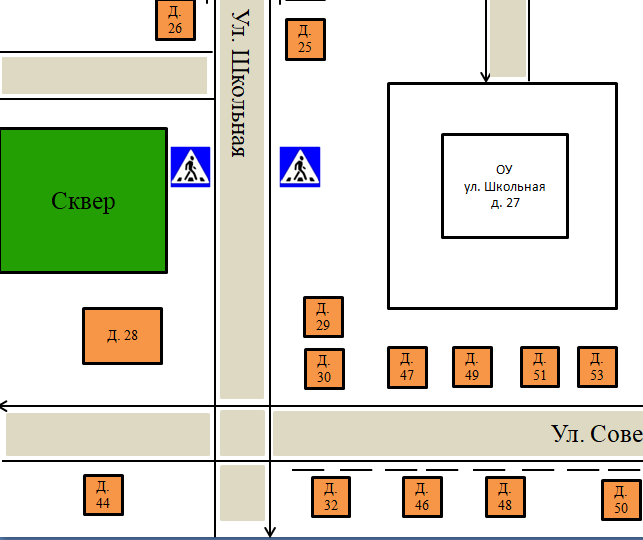 Д.
26
Ул. Школьная
Д.
25
ОУ
ул. Школьная
д. 27
Сквер
Д. 28
Д.
29
Д.
30
Д.
47
Д.
49
Д.
51
Д.
53
Ул. Сове
Д.
44
Д.
32
Д.
46
Д.
48
Д.
50